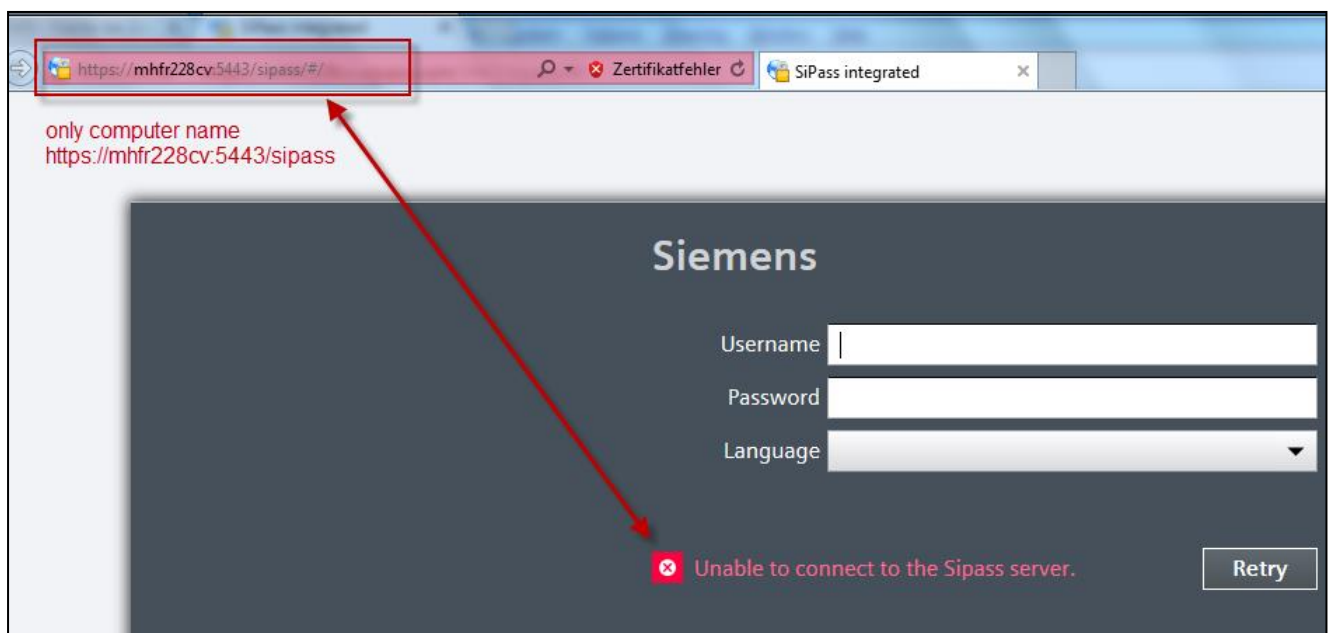 https://mhfr228cv:5443/sipass/#/
Zertifikatfehler
SiPass integrated
only computer name
https://mhfr228cv:5443/sipass
Siemens
Username
Password
Language
Unable to connect to the Sipass server.
Retry